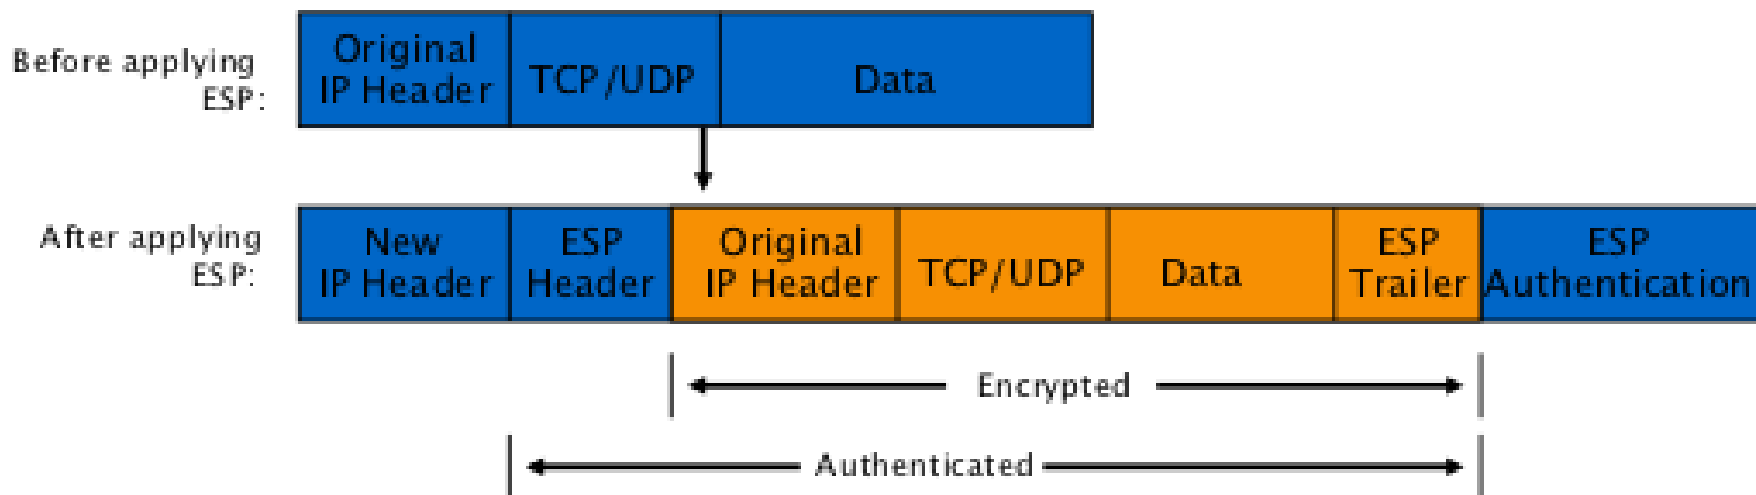 Before applying
ESP:
Original
IP Header
TCP/UDP
Data
After applying
ESP:
New
IP Header
ESP
Header
Original
IP Header
TCP/UDP
Data
ESP
Trailer
ESP
Authentication
Encrypted
Authenticated